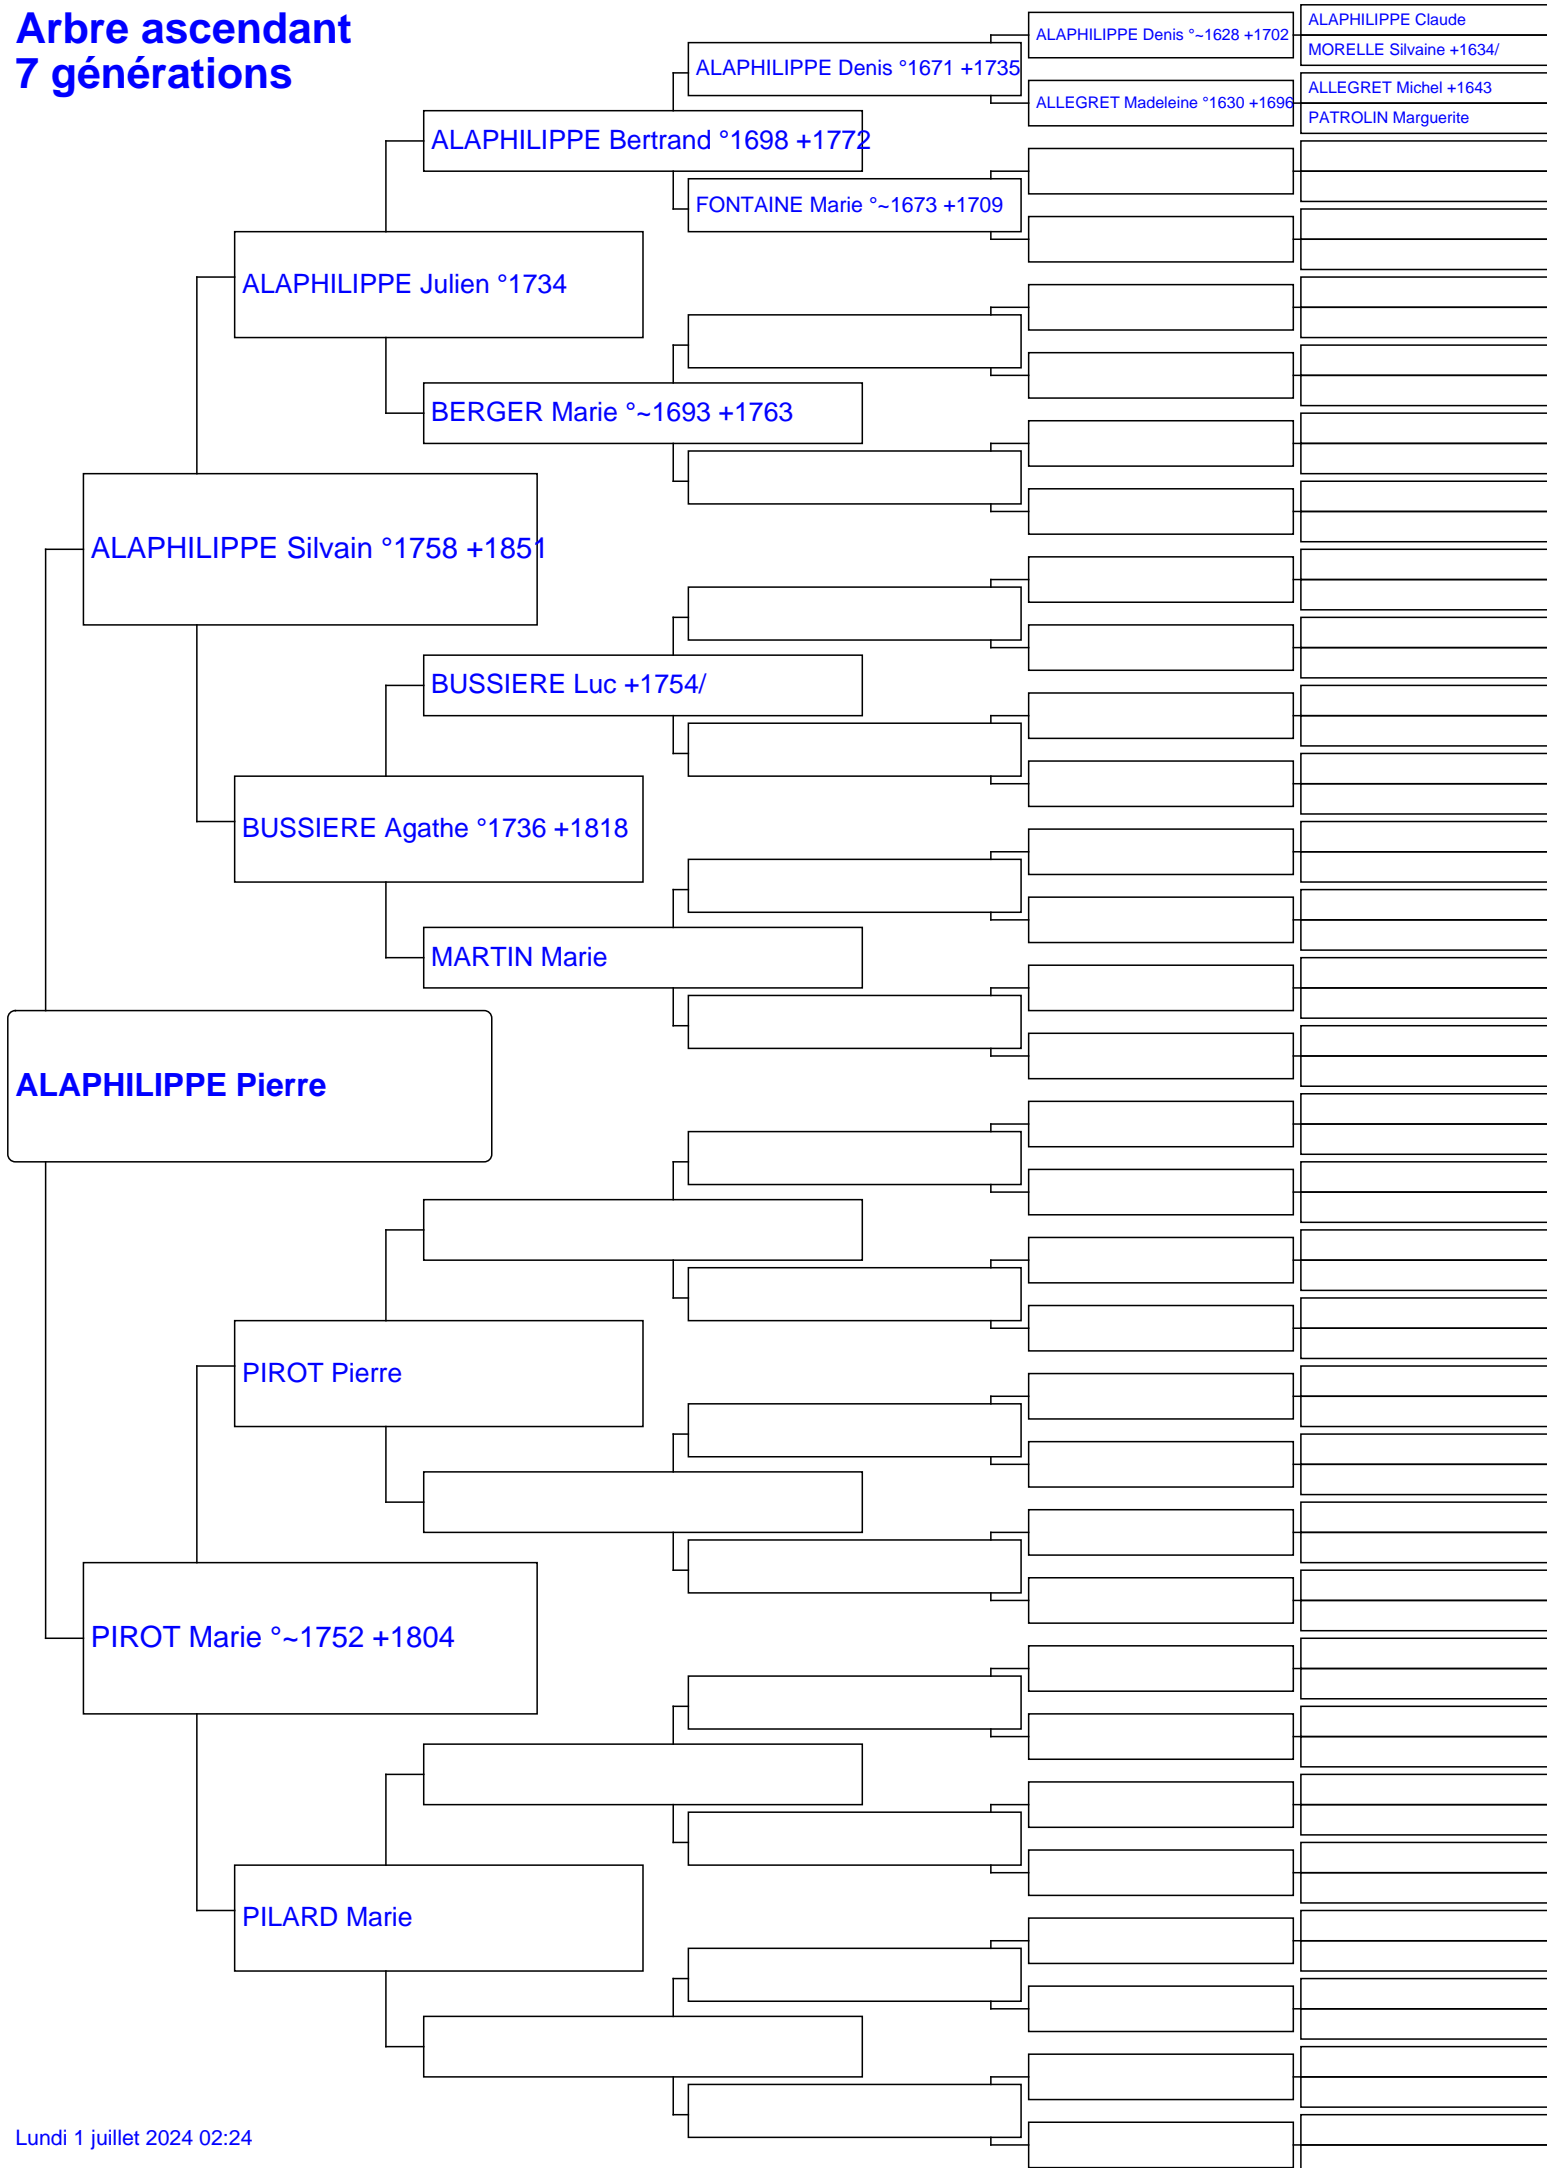 Arbre ascendant
7 générations
ALAPHILIPPE Claude
ALAPHILIPPE Denis °~1628 +1702
MORELLE Silvaine +1634/
ALAPHILIPPE Denis °1671 +1735
ALLEGRET Michel +1643
ALLEGRET Madeleine °1630 +1696
PATROLIN Marguerite
ALAPHILIPPE Bertrand °1698 +1772
FONTAINE Marie °~1673 +1709
ALAPHILIPPE Julien °1734
BERGER Marie °~1693 +1763
ALAPHILIPPE Silvain °1758 +1851
BUSSIERE Luc +1754/
BUSSIERE Agathe °1736 +1818
MARTIN Marie
ALAPHILIPPE Pierre
PIROT Pierre
PIROT Marie °~1752 +1804
PILARD Marie
Lundi 1 juillet 2024 02:24